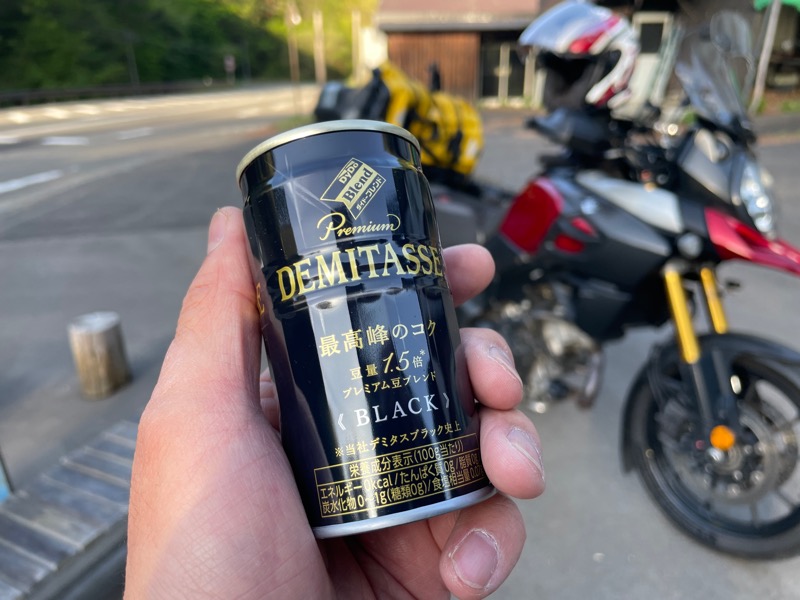 DyDo
Blend
ダイドーブレンド
Premium
DEMITASSE
最高峰のコク
豆量1.5倍*
プレミアム豆ブレンド
《BLACK》
※当社デミタスブラック史上
栄養成分表示(100g当たり)
エネルギー0kcal/たんぱく質0g/脂質0g
炭水化物0~1g(糖類0g)/食塩相当量0.0